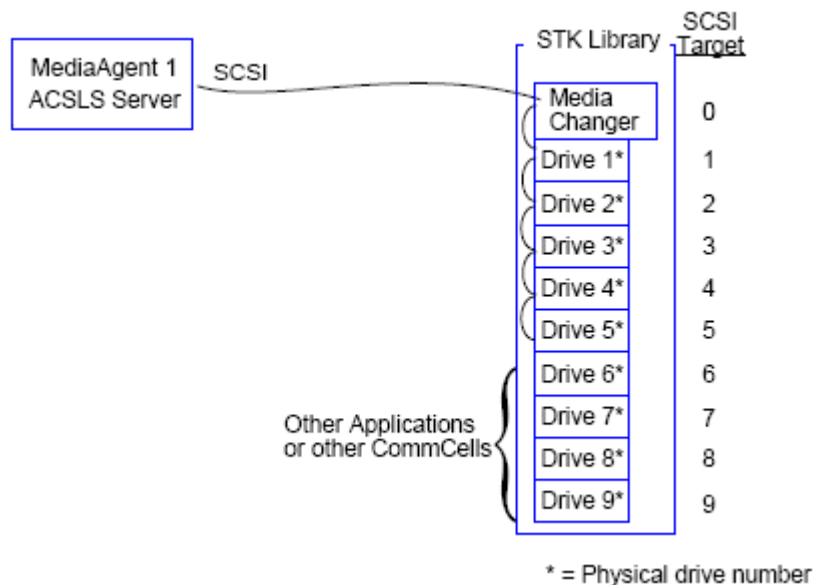 MediaAgent 1
ACSLS Server
SCSI
STK Library
SCSI
Target
Media
Changer
0
Drive 1*
1
Drive 2*
2
Drive 3*
3
Drive 4*
4
Drive 5*
5
Drive 6*
6
Drive 7*
7
Drive 8*
8
Drive 9*
9
Other Applications
or other CommCells
* = Physical drive number